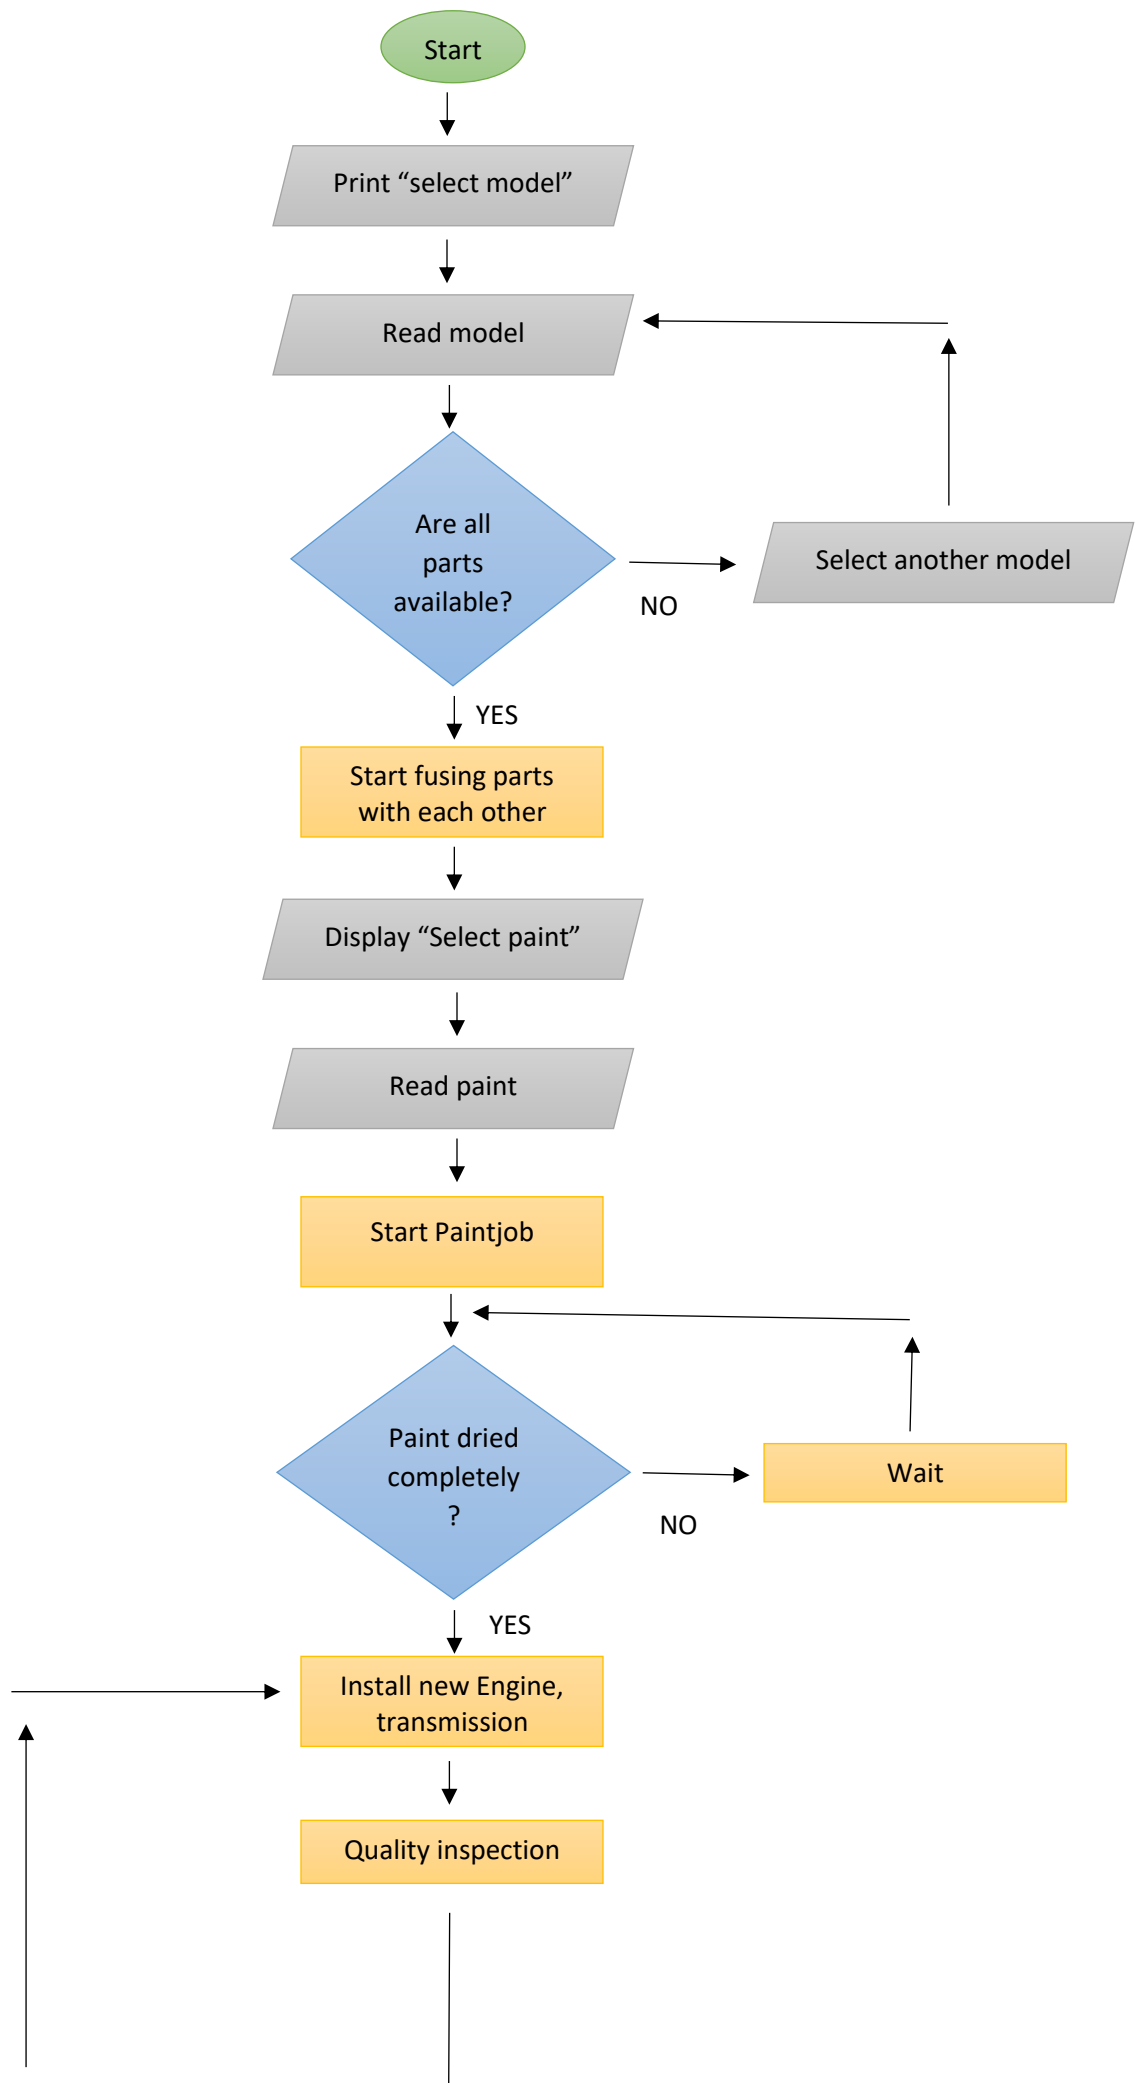 Start
Print “select model”
Read model
Are all
parts
available?
NO
Select another model
YES
Start fusing parts
with each other
Display “Select paint”
Read paint
Start Paintjob
Paint dried
completely
?
NO
Wait
YES
Install new Engine,
transmission
Quality inspection